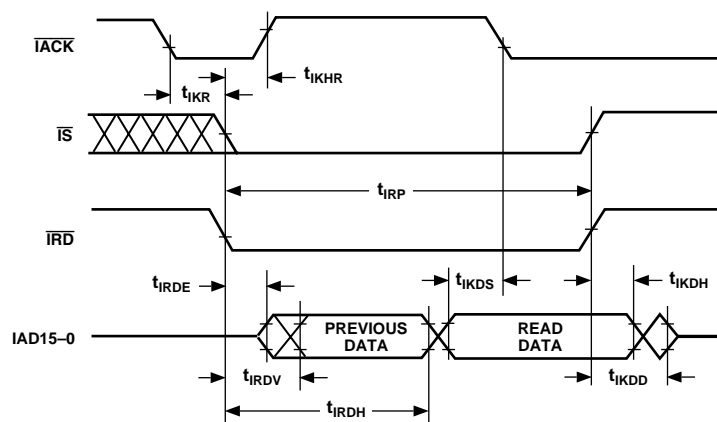 IACK
tIKHR
tIKR
IS
tIRP
IRD
tIRDE
tIKDS
tIKDH
IAD15–0
PREVIOUS
DATA
READ
DATA
tIRDV
tIKDD
tIRDH